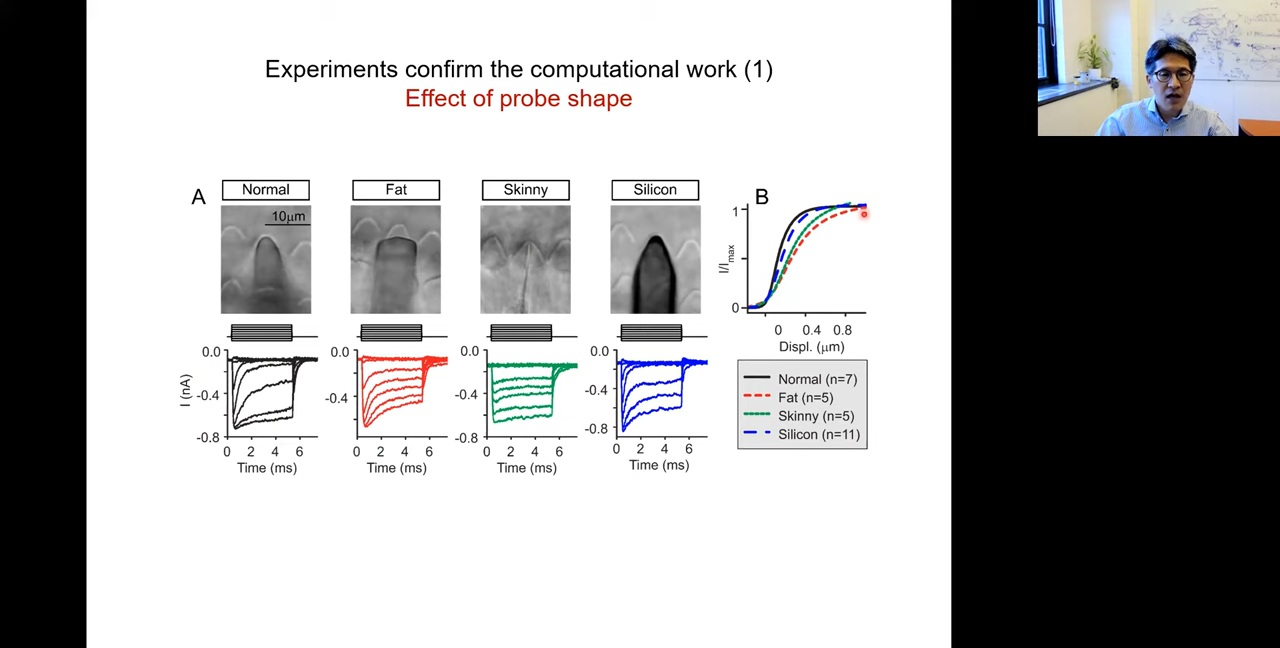 Experiments confirm the computational work (1)
Effect of probe shape
A
Normal
Fat
Skinny
Silicon
10μm
0.0
-0.4
-0.8
I (nA)
0 2 4 6
Time (ms)
0.0
-0.4
0 2 4 6
Time (ms)
0.0
-0.4
-0.8
0 2 4 6
Time (ms)
0.0
-0.4
-0.8
0 2 4 6
Time (ms)
B
1
0
I/Imax
0 0.4 0.8
Displ. (μm)
Normal (n=7)
Fat (n=5)
Skinny (n=5)
Silicon (n=11)